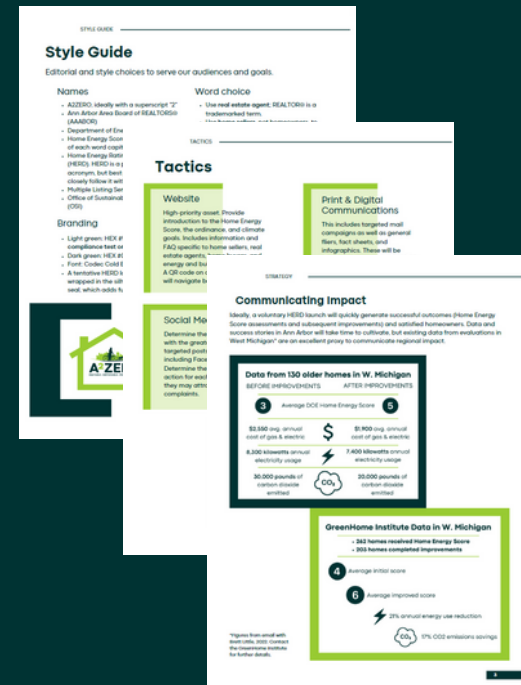 STYLE GUIDE
Style Guide
Editorial and style choices to serve our audiences and goals.
Names
A2ZERO, ideally with a superscript "2"
Ann Arbor Area Board of REALTORS®
(AAABOR)
Department of Ene
Home Energy Scor
of each word capit
Home Energy Ratin
(HERD). HERD is a
acronym, but best
closely follow it wit
Multiple Listing Ser
Office of Sustainab
(OSI)
Branding
Light green: HEX #
compliance test o
Dark green: HEX #
Font: Codec Cold
A tentative HERD l
wrapped in the silh
seal, which adds fu
Word choice
Use real estate agent, REALTOR® is a
trademarked term.
A²ZE
TACTICS
Tactics
Website
High-priority asset. Provide
introduction to the Home Energy
Score, the ordinance, and climate
goals. Includes information and
FAQ specific to home sellers, real
estate agents,
energy and bu
A QR code on
will navigate b
Social Me
Determine the
with the greate
targeted post
including Face
Determine the
action for each
they may attra
complaints.
Print & Digital
Communications
This includes targeted mail
campaigns as well as general
fliers, fact sheets, and
infographics. These will be
STRATEGY
Communicating Impact
Ideally, a voluntary HERD launch will quickly generate successful outcomes (Home Energy
Score assessments and subsequent improvements) and satisfied homeowners. Data and
success stories in Ann Arbor will take time to cultivate, but existing data from evaluations in
West Michigan* are an excellent proxy to communicate regional impact.
Data from 130 older homes in W. Michigan
BEFORE IMPROVEMENTS AFTER IMPROVEMENTS
3 Average DOE Home Energy Score 5
$2,550 avg. annual
cost of gas & electric
$
$1,900 avg. annual
cost of gas & electric
8,200 kilowatts annual
electricity usage
7,400 kilowatts annual
electricity usage
30,000 pounds of
carbon dioxide
emitted
CO₂
20,000 pounds of
carbon dioxide
emitted
GreenHome Institute Data in W. Michigan
262 homes received Home Energy Score
205 homes completed improvements
4 Average initial score
6 Average improved score
21% annual energy use reduction
CO₂ 17% CO2 emissions savings
*Figures from email with
Brett Little, 2022. Contact
the GreenHome Institute
for further details.